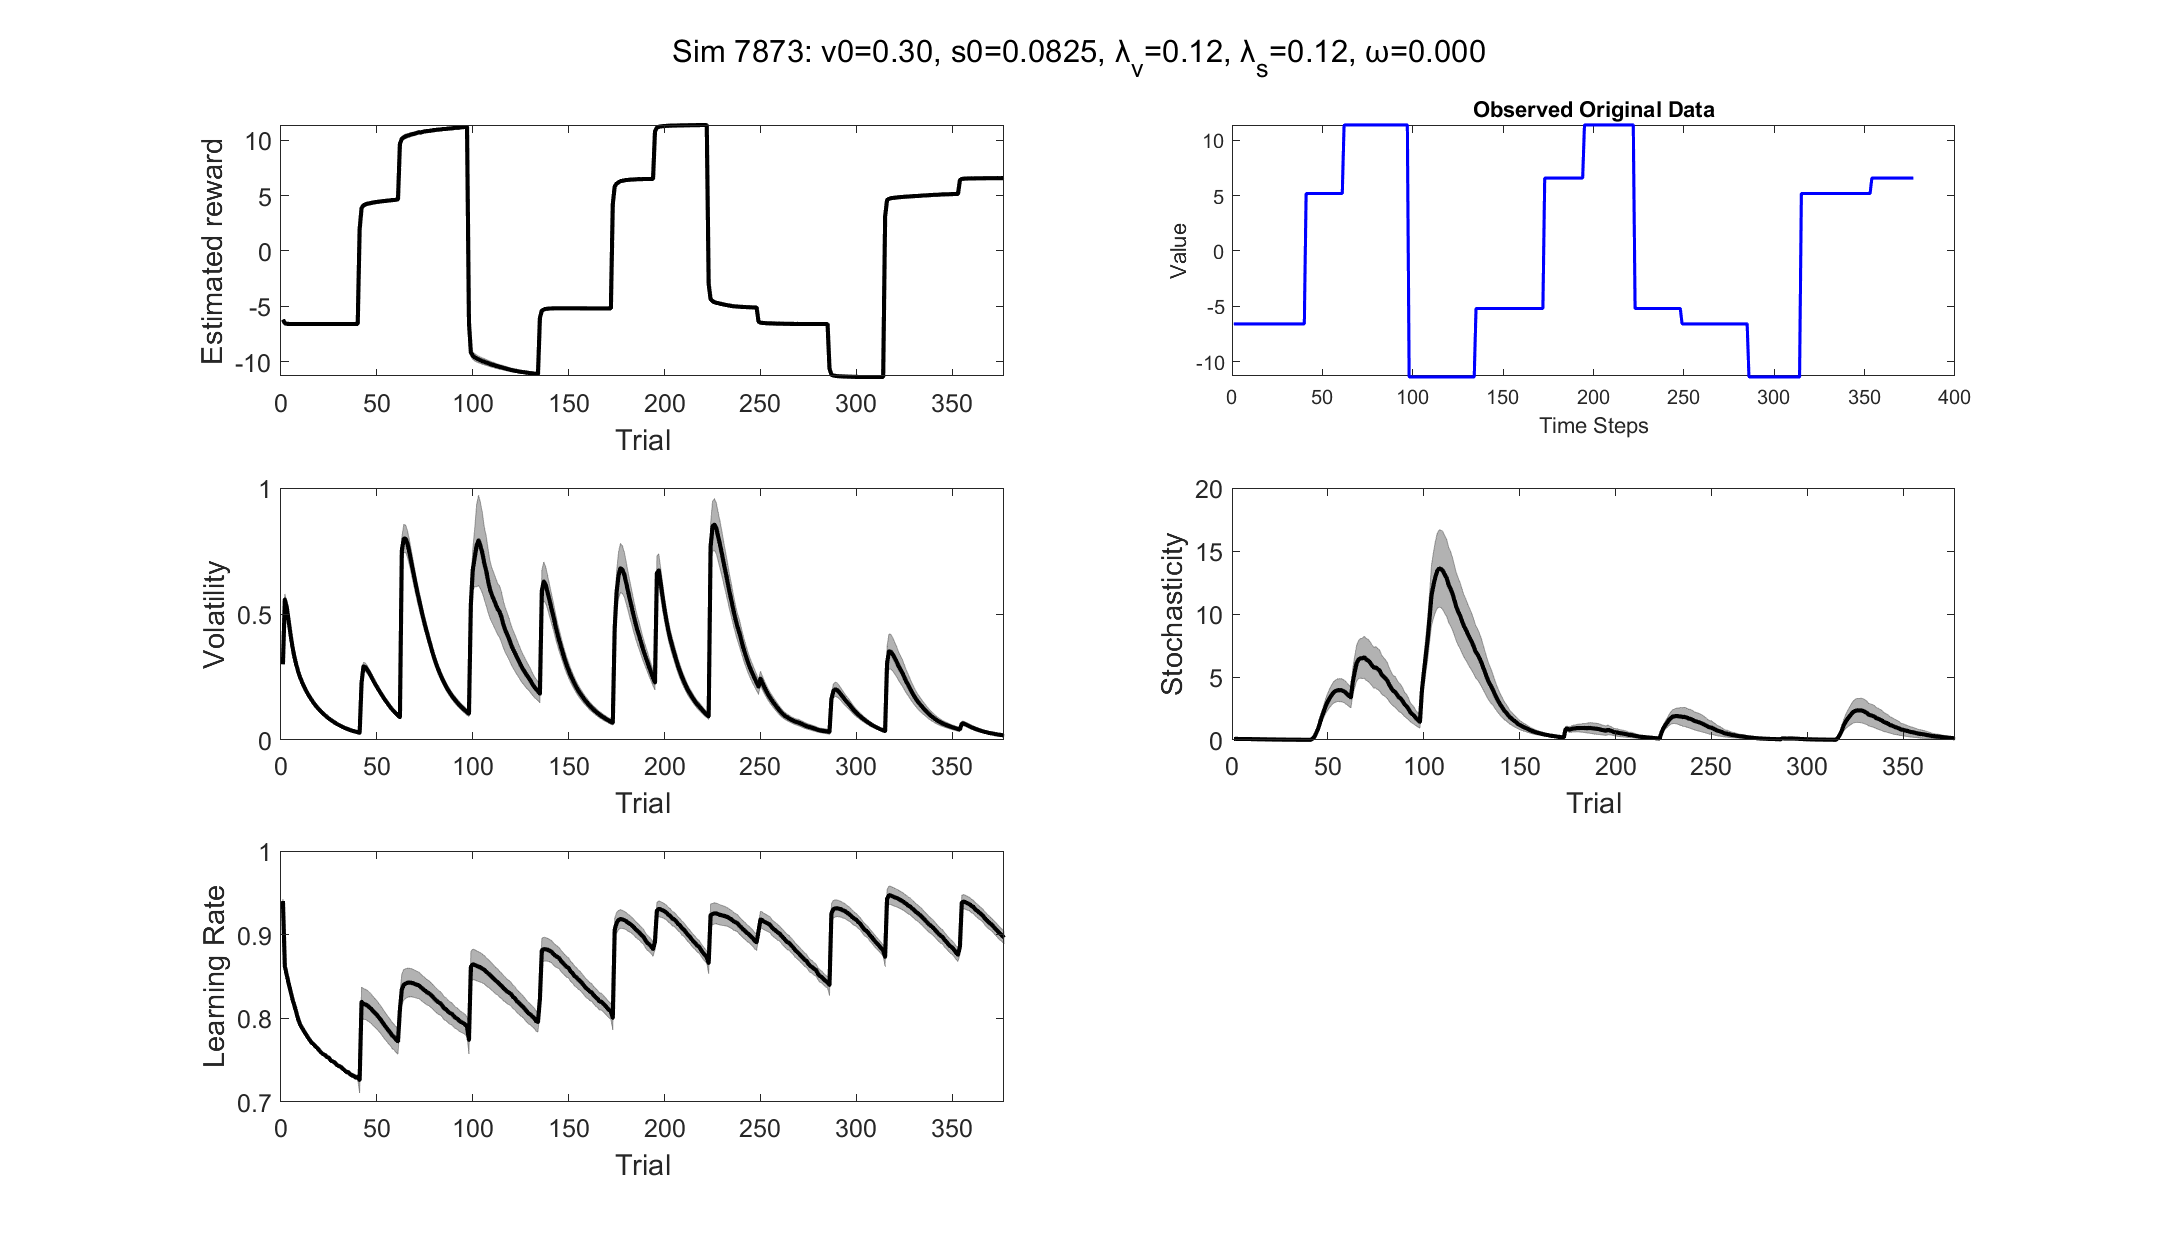 Sim 7873: v0=0.30, s0=0.0825, λ_v=0.12, λ_s=0.12, ω=0.000
Estimated reward
10
5
0
-5
-10
0 50 100 150 200 250 300 350
Trial
Observed Original Data
Value
10
5
0
-5
-10
0 50 100 150 200 250 300 350 400
Time Steps
Volatility
1
0.5
0
0 50 100 150 200 250 300 350
Trial
Stochasticity
20
15
10
5
0
0 50 100 150 200 250 300 350
Trial
Learning Rate
1
0.9
0.8
0.7
0 50 100 150 200 250 300 350
Trial